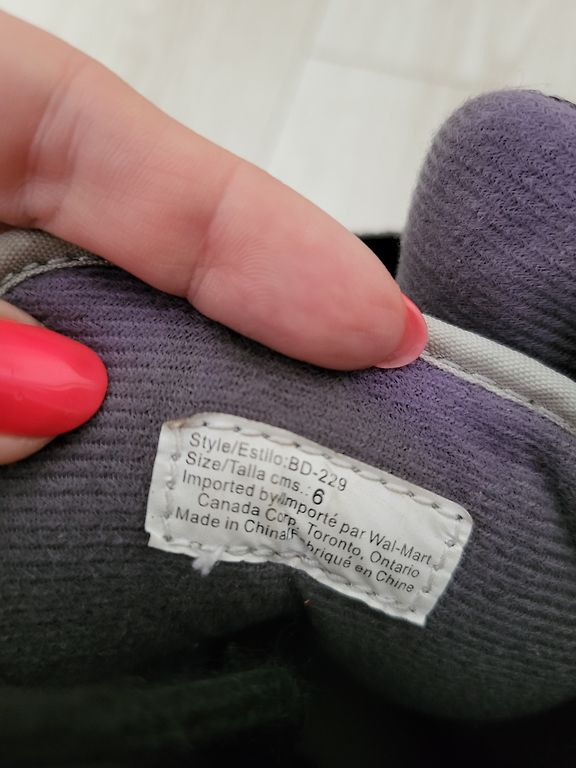 Style/Estilo:BD-229
Size/Talla cms.: 6
Imported by/Importé par Wal-Mart
Canada Corp, Toronto, Ontario
Made in China/F briqué en Chine